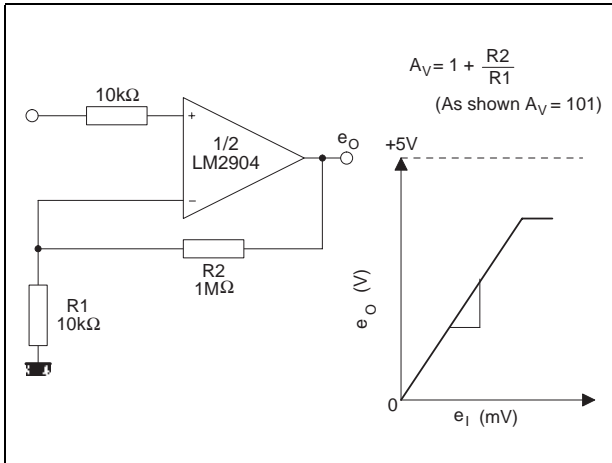 10kΩ
+
1/2
LM2904
−
e_O
R2
1MΩ
R1
10kΩ
A_V = 1 + R2/R1
(As shown A_V = 101)
+5V
e_O (V)
0
e_I (mV)